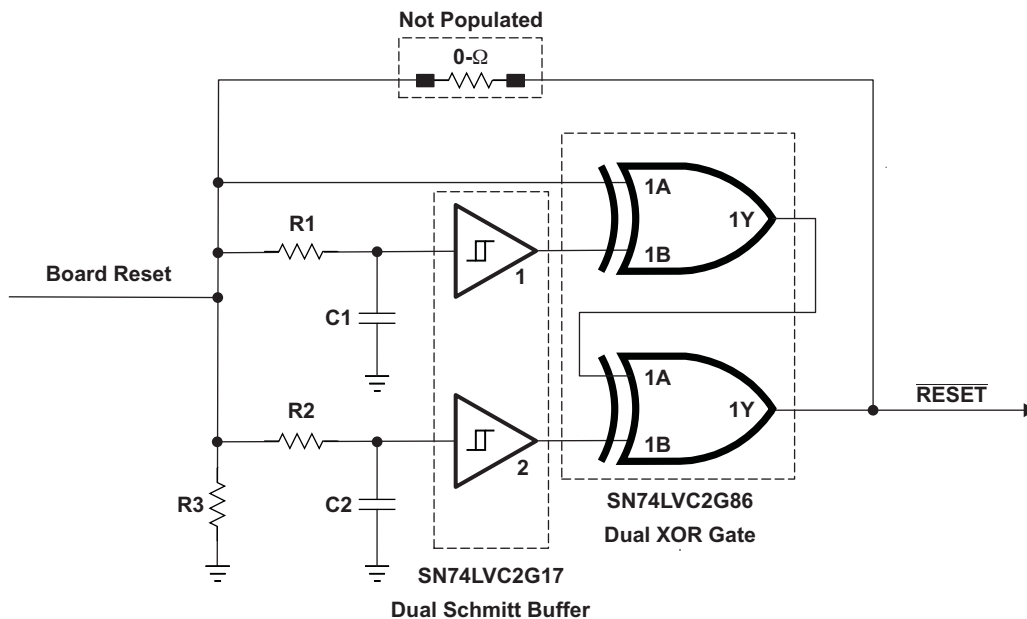 Not Populated
0-Ω
1A
1Y
1B
R1
1
Board Reset
C1
1A
1Y
1B
RESET
R2
2
R3
C2
SN74LVC2G86
Dual XOR Gate
SN74LVC2G17
Dual Schmitt Buffer